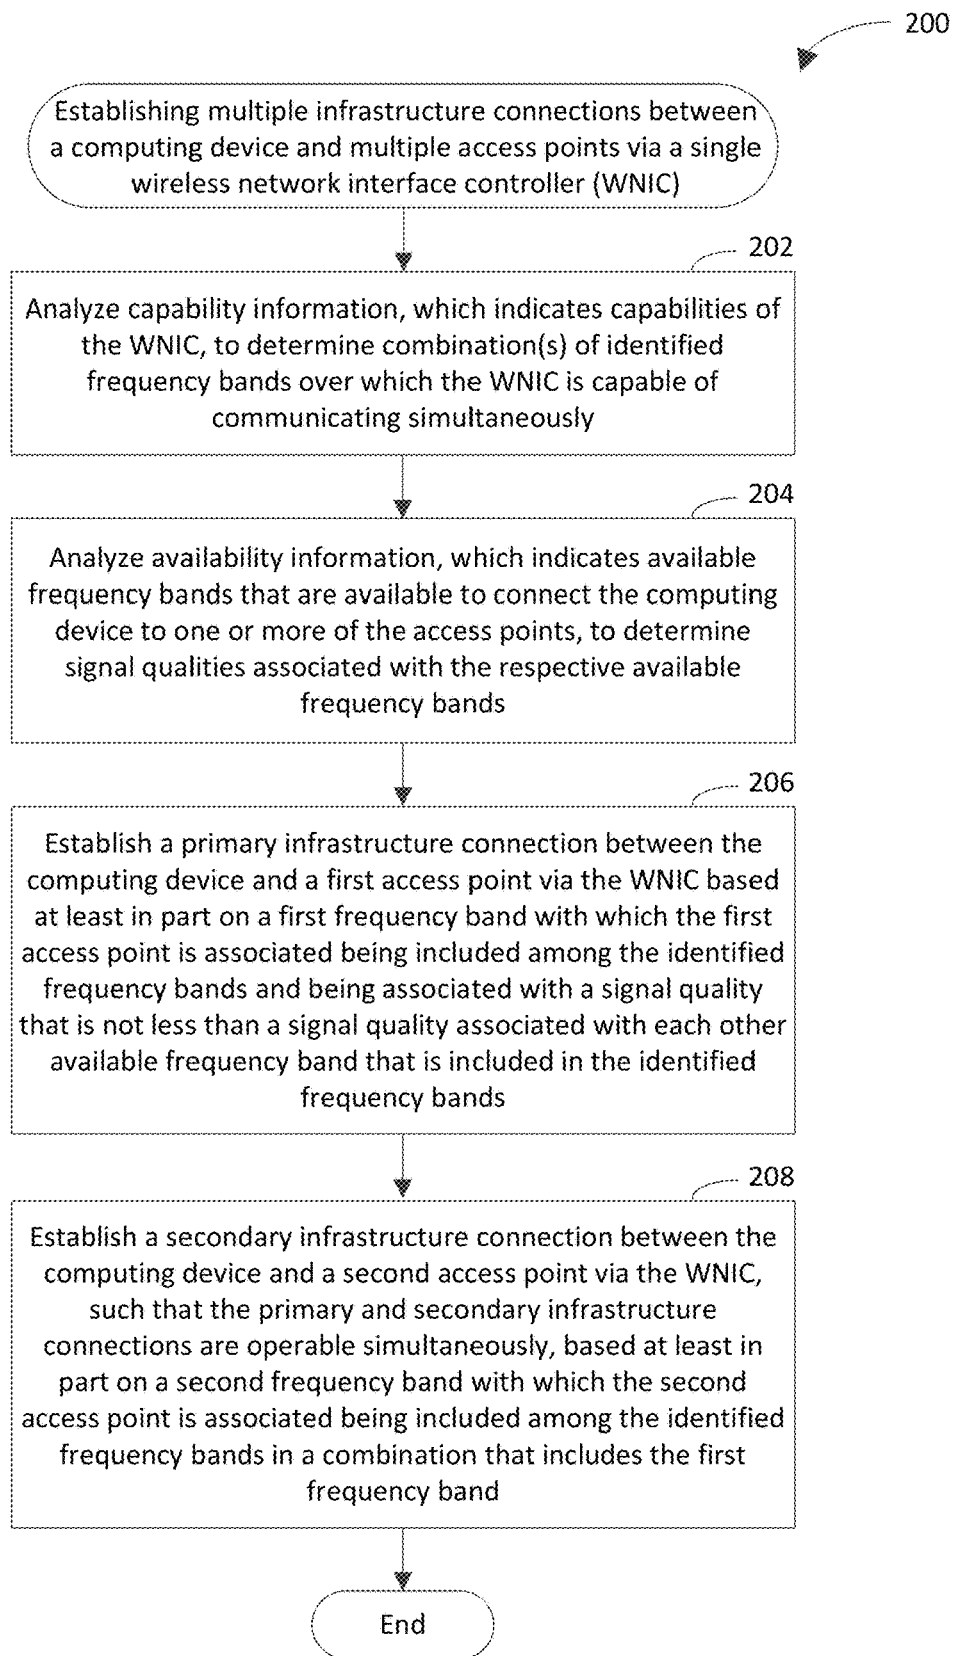 200
Establishing multiple infrastructure connections between
a computing device and multiple access points via a single
wireless network interface controller (WNIC)
202
Analyze capability information, which indicates capabilities of
the WNIC, to determine combination(s) of identified
frequency bands over which the WNIC is capable of
communicating simultaneously
204
Analyze availability information, which indicates available
frequency bands that are available to connect the computing
device to one or more of the access points, to determine
signal qualities associated with the respective available
frequency bands
206
Establish a primary infrastructure connection between the
computing device and a first access point via the WNIC based
at least in part on a first frequency band with which the first
access point is associated being included among the identified
frequency bands and being associated with a signal quality
that is not less than a signal quality associated with each other
available frequency band that is included in the identified
frequency bands
208
Establish a secondary infrastructure connection between the
computing device and a second access point via the WNIC,
such that the primary and secondary infrastructure
connections are operable simultaneously, based at least in
part on a second frequency band with which the second
access point is associated being included among the identified
frequency bands in a combination that includes the first
frequency band
End